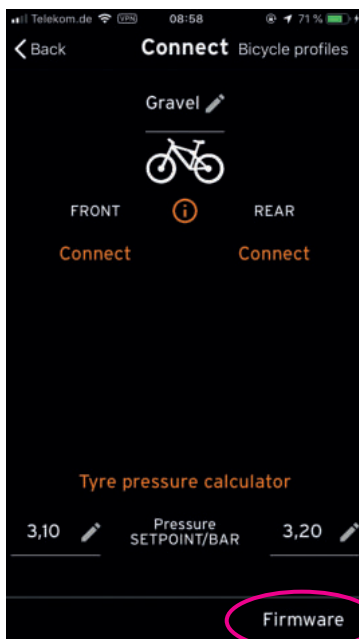 Telekom.de VPN 08:58 71 %
Back Connect Bicycle profiles
Gravel
FRONT i REAR
Connect Connect
Tyre pressure calculator
3,10 Pressure SETPOINT/BAR 3,20
Firmware